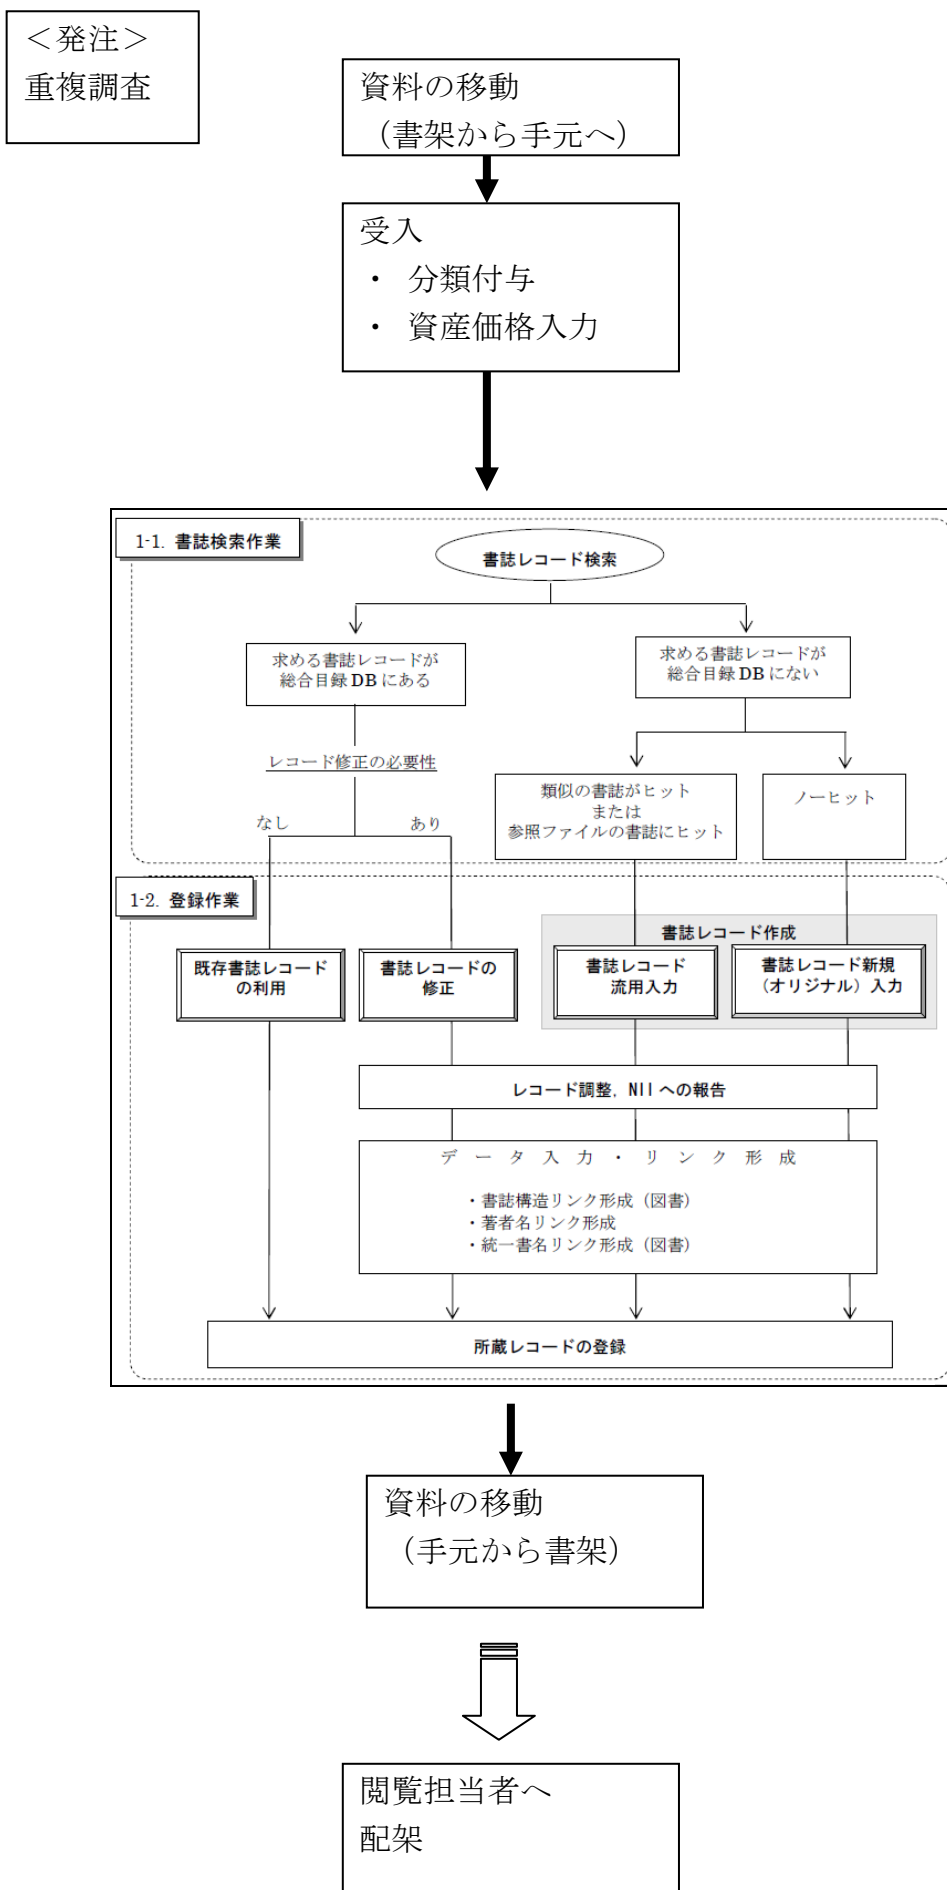 ＜発注＞
重複調査
資料の移動
（書架から手元へ）
受入
・ 分類付与
・ 資産価格入力
1-1. 書誌検索作業
書誌レコード検索
求める書誌レコードが
総合目録 DB にある
求める書誌レコードが
総合目録 DB にない
レコード修正の必要性
なし
あり
類似の書誌がヒット
または
参照ファイルの書誌にヒット
ノーヒット
1-2. 登録作業
書誌レコード作成
既存書誌レコード
の利用
書誌レコードの
修正
書誌レコード
流用入力
書誌レコード新規
（オリジナル）入力
レコード調整, NII への報告
データ入力・リンク形成
・書誌構造リンク形成（図書）
・著者名リンク形成
・統一書名リンク形成（図書）
所蔵レコードの登録
資料の移動
（手元から書架）
閲覧担当者へ
配架